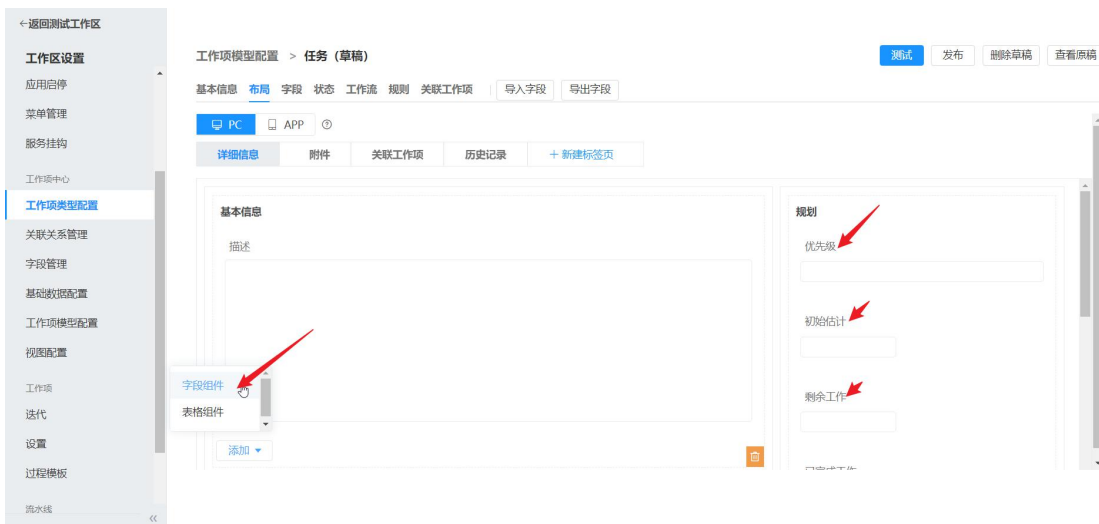 ←返回测试工作区
工作区设置
应用启停
菜单管理
服务挂钩
工作项中心
工作项类型配置
关联关系管理
字段管理
基础数据配置
工作项模型配置
视图配置
工作项
迭代
设置
过程模板
流水线
«
工作项模型配置 > 任务（草稿）
测试 发布 删除草稿 查看原稿
基本信息 布局 字段 状态 工作流 规则 关联工作项 导入字段 导出字段
PC APP ?
详细信息 附件 关联工作项 历史记录 + 新建标签页
基本信息
描述
字段组件
表格组件
添加
规划
优先级
初始估计
剩余工作
已完成工作